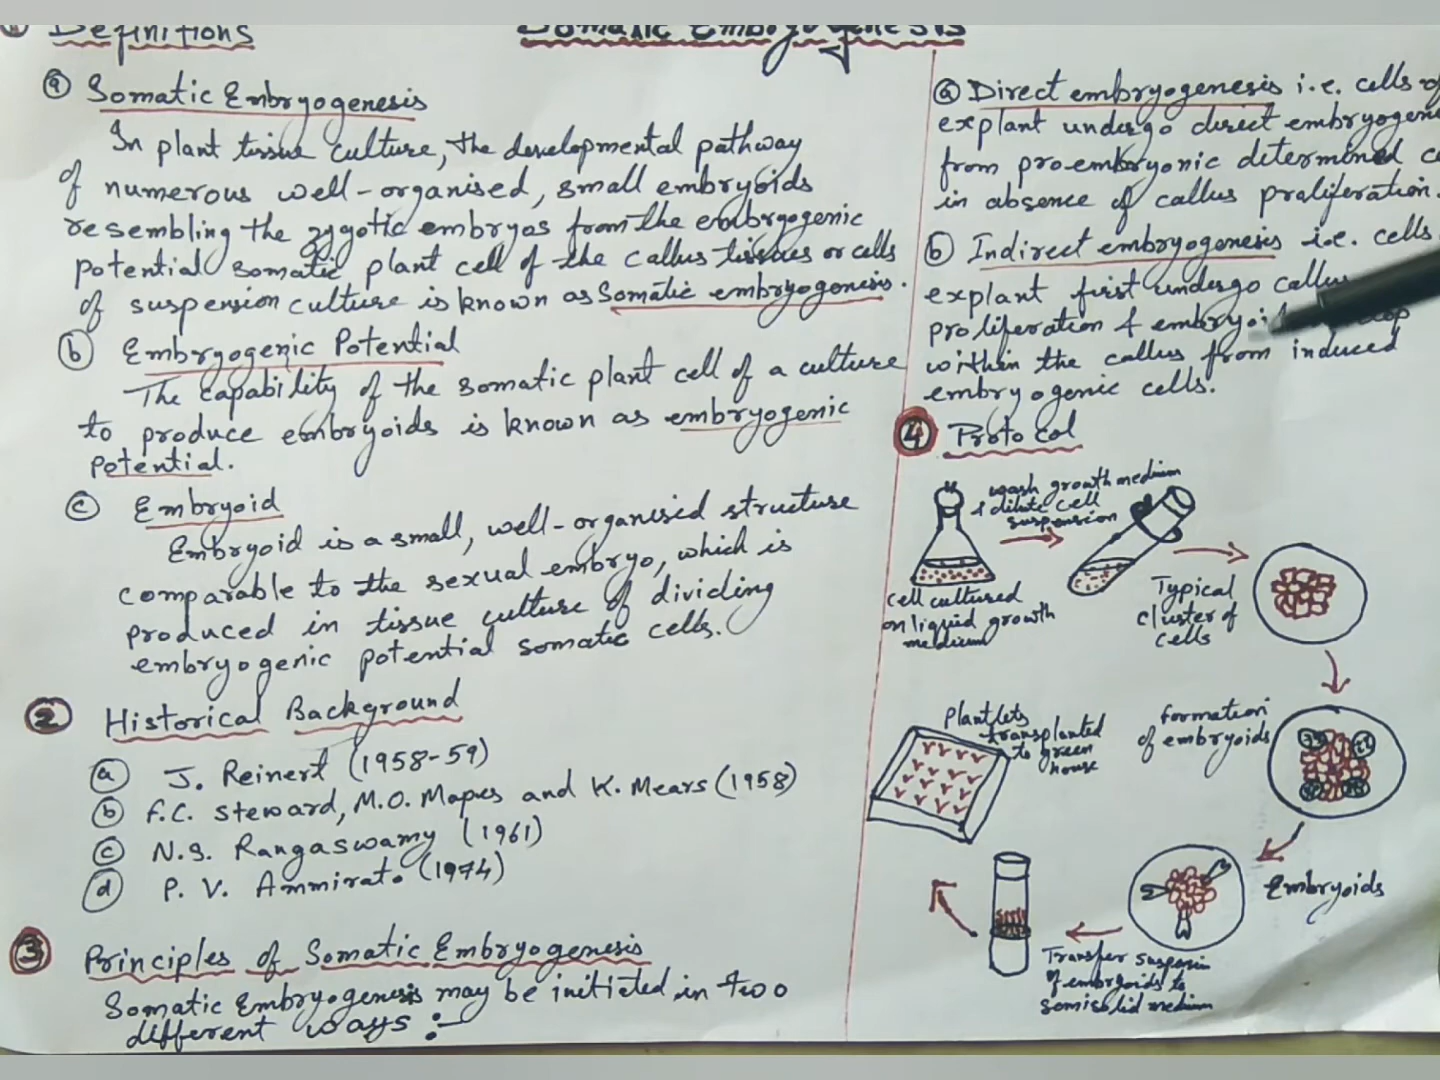 Definitions
Somatic Embryogenesis
(a) Somatic Embryogenesis
In plant tissue culture, the developmental pathway
of numerous well-organised, small embryoids
resembling the zygotic embryos from the embryogenic
potential somatic plant cell of the callus tissues or cells
of suspension culture is known as Somatic embryogenesis.
(b) Embryogenic Potential
The capability of the somatic plant cell of a culture
to produce embryoids is known as embryogenic
Potential.
(c) Embryoid
Embryoid is a small, well-organised structure
comparable to the sexual embryo, which is
produced in tissue culture of dividing
embryogenic potential somatic cells.
2 Historical Background
(a) J. Reinert (1958-59)
(b) F.C. Steward, M.O. Mapes and K. Mears (1958)
(c) N.S. Rangaswamy (1961)
(d) P. V. Ammirato (1974)
3 Principles of Somatic Embryogenesis
Somatic Embryogenesis may be initiated in two
different ways :-
(a) Direct embryogenesis i.e. cells of
explant undergo direct
from proembryonic determined
in absence of callus proliferation.
(b) Indirect embryogenesis i.e. cells
explant first undergo callus
proliferation &
within the callus from induced
embryogenic cells.
4 Protocol
wash growth medium
& dilute cell
suspension
cell cultured
on liquid growth
medium
Typical
cluster of
cells
formation
of embryoids
Plantlets
transplanted
to green
house
Embryoids
Transfer
of embryoids to
semisolid medium